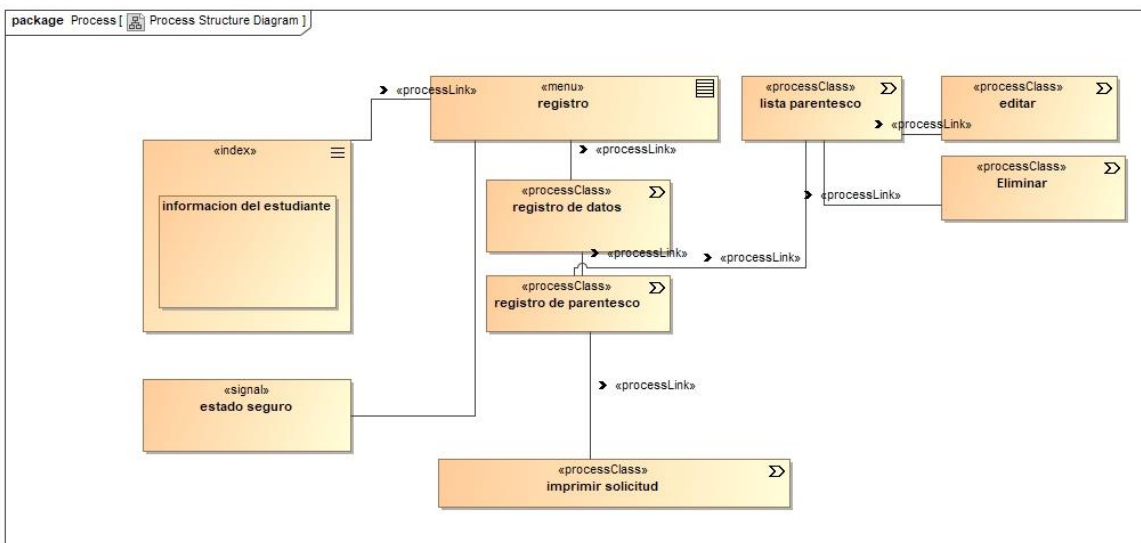 package Process [ Process Structure Diagram ]
«processLink»
«menu»
registro
«processClass»
lista parentesco
«processClass»
editar
«processLink»
«index»
informacion del estudiante
«processLink»
«processClass»
Eliminar
«processLink»
«processClass»
registro de datos
«processLink»
«processLink»
«processClass»
registro de parentesco
«processLink»
«signal»
estado seguro
«processClass»
imprimir solicitud